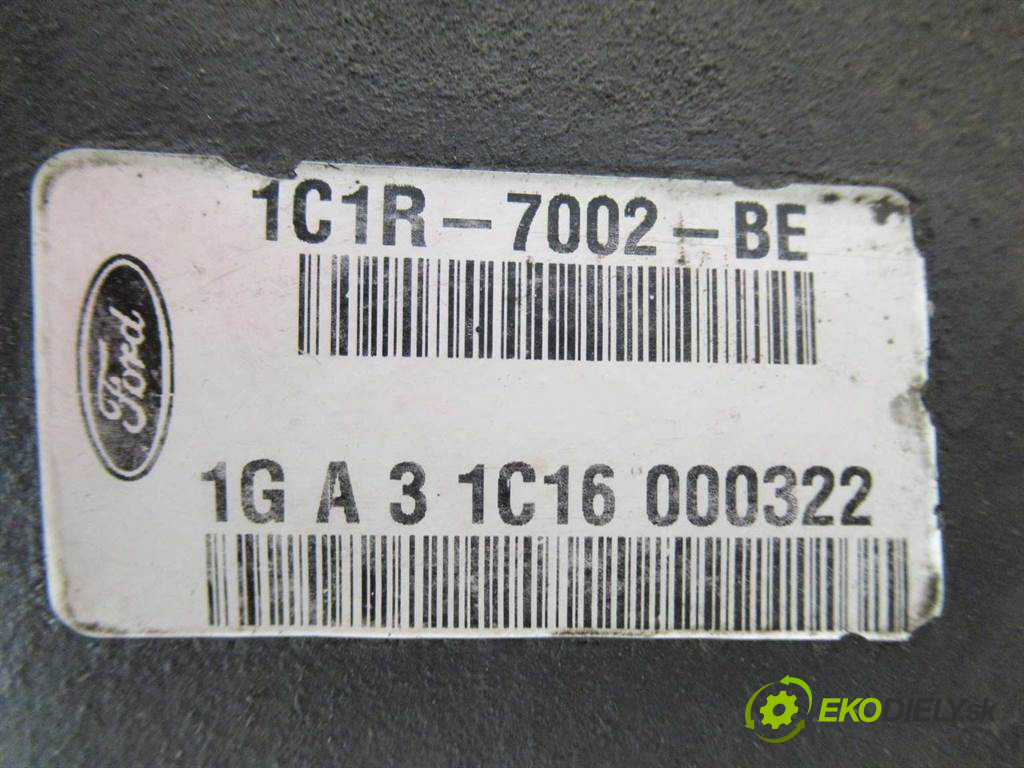 1C1R-7002-BE
Ford
1G A 3 1C16 000322
EKODIELY.sk